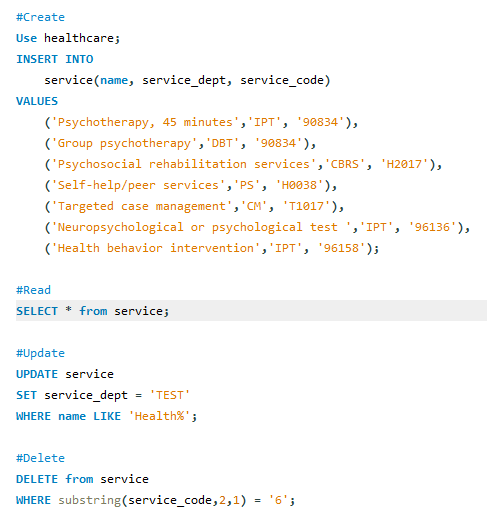 #Create
Use healthcare;
INSERT INTO
service(name, service_dept, service_code)
VALUES
('Psychotherapy, 45 minutes','IPT', '90834'),
('Group psychotherapy','DBT', '90834'),
('Psychosocial rehabilitation services','CBRS', 'H2017'),
('Self-help/peer services','PS', 'H0038'),
('Targeted case management','CM', 'T1017'),
('Neuropsychological or psychological test ','IPT', '96136'),
('Health behavior intervention','IPT', '96158');
#Read
SELECT * from service;
#Update
UPDATE service
SET service_dept = 'TEST'
WHERE name LIKE 'Health%';
#Delete
DELETE from service
WHERE substring(service_code,2,1) = '6';